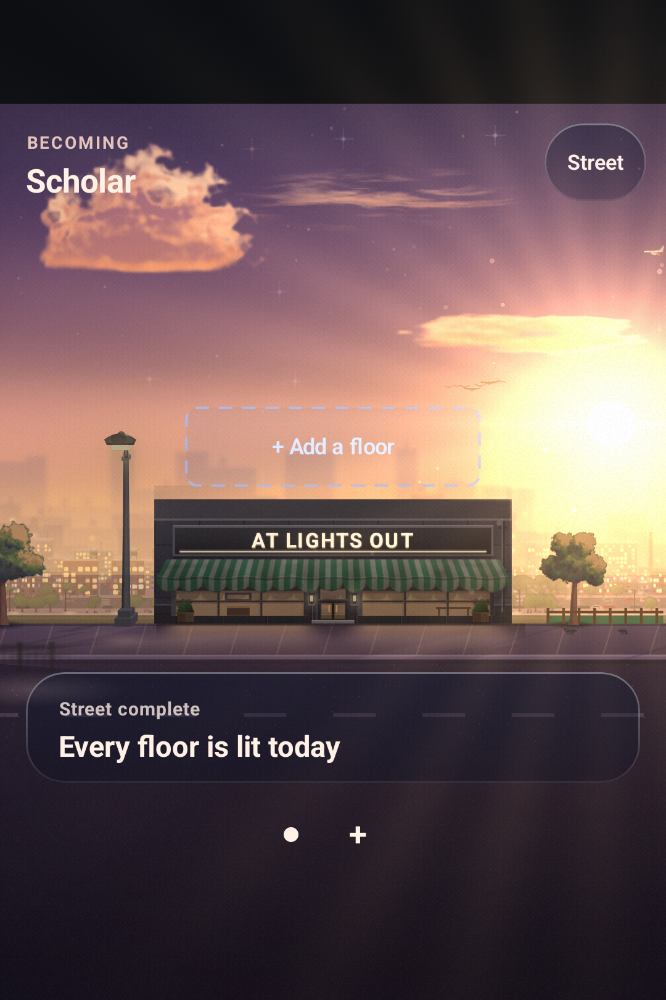 BECOMING
Scholar
Street
+ Add a floor
AT LIGHTS OUT
Street complete
Every floor is lit today
+